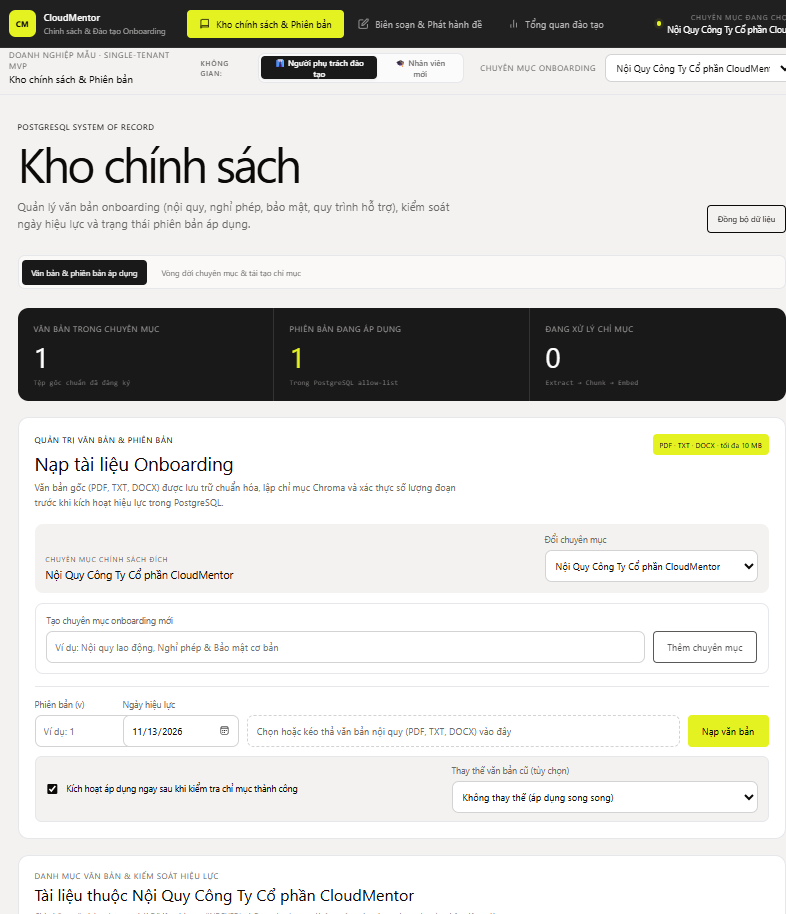 CM
CloudMentor
Chính sách & Đào tạo Onboarding
Kho chính sách & Phiên bản
Biên soạn & Phát hành đề
Tổng quan đào tạo
CHUYÊN MỤC ĐANG CHỌ
Nội Quy Công Ty Cổ phần Clou
DOANH NGHIỆP MẪU · SINGLE-TENANT
MVP
Kho chính sách & Phiên bản
KHÔNG
GIAN:
Người phụ trách đào
tạo
Nhân viên
mới
CHUYÊN MỤC ONBOARDING
Nội Quy Công Ty Cổ phần CloudMen
POSTGRESQL SYSTEM OF RECORD
Kho chính sách
Quản lý văn bản onboarding (nội quy, nghỉ phép, bảo mật, quy trình hỗ trợ), kiểm soát
ngày hiệu lực và trạng thái phiên bản áp dụng.
Đồng bộ dữ liệu
Văn bản & phiên bản áp dụng
Vòng đời chuyên mục & tái tạo chỉ mục
VĂN BẢN TRONG CHUYÊN MỤC
1
Tệp gốc chuẩn đã đăng ký
PHIÊN BẢN ĐANG ÁP DỤNG
1
Trong PostgreSQL allow-list
ĐANG XỬ LÝ CHỈ MỤC
0
Extract → Chunk → Embed
QUẢN TRỊ VĂN BẢN & PHIÊN BẢN
Nạp tài liệu Onboarding
Văn bản gốc (PDF, TXT, DOCX) được lưu trữ chuẩn hóa, lập chỉ mục Chroma và xác thực số lượng đoạn
trước khi kích hoạt hiệu lực trong PostgreSQL.
PDF · TXT · DOCX · tối đa 10 MB
CHUYÊN MỤC CHÍNH SÁCH ĐÍCH
Nội Quy Công Ty Cổ phần CloudMentor
Đổi chuyên mục
Nội Quy Công Ty Cổ phần CloudMentor
Tạo chuyên mục onboarding mới
Ví dụ: Nội quy lao động, Nghỉ phép & Bảo mật cơ bản
Thêm chuyên mục
Phiên bản (v)
Ngày hiệu lực
Ví dụ: 1
11/13/2026
Chọn hoặc kéo thả văn bản nội quy (PDF, TXT, DOCX) vào đây
Nạp văn bản
Kích hoạt áp dụng ngay sau khi kiểm tra chỉ mục thành công
Thay thế văn bản cũ (tùy chọn)
Không thay thế (áp dụng song song)
DANH MỤC VĂN BẢN & KIỂM SOÁT HIỆU LỰC
Tài liệu thuộc Nội Quy Công Ty Cổ phần CloudMentor